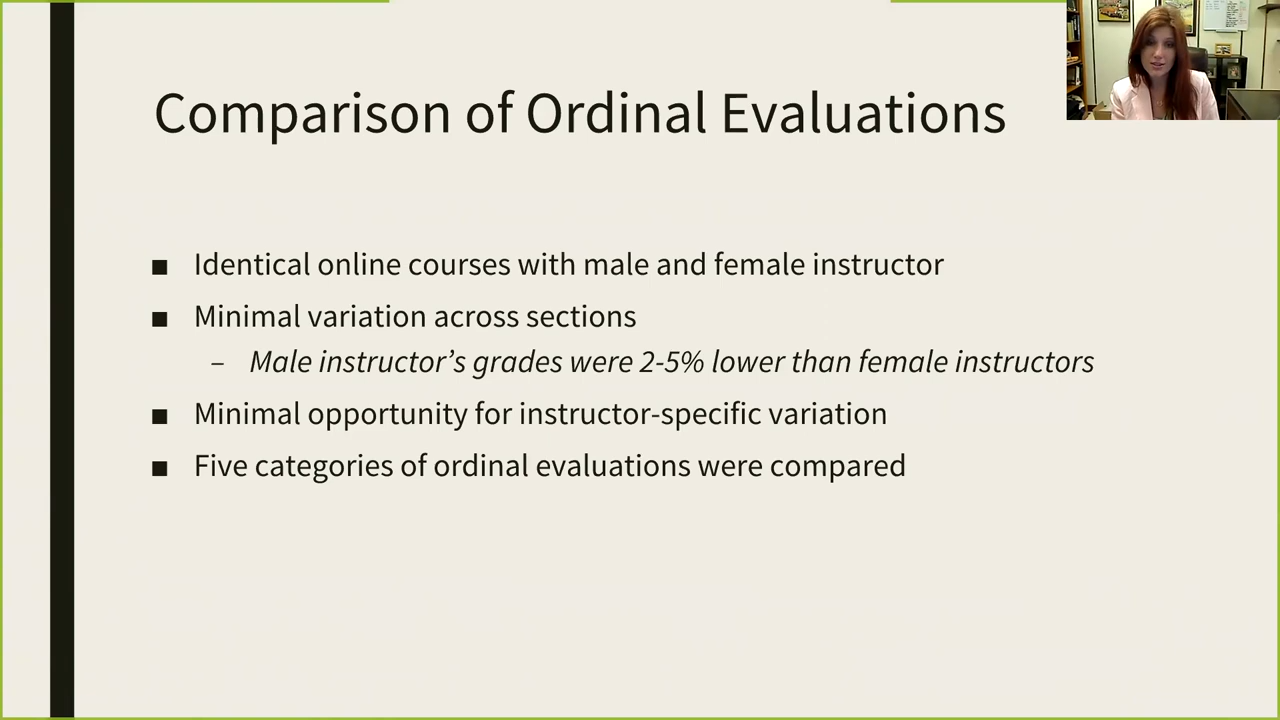 Comparison of Ordinal Evaluations
■ Identical online courses with male and female instructor
■ Minimal variation across sections
– Male instructor’s grades were 2-5% lower than female instructors
■ Minimal opportunity for instructor-specific variation
■ Five categories of ordinal evaluations were compared